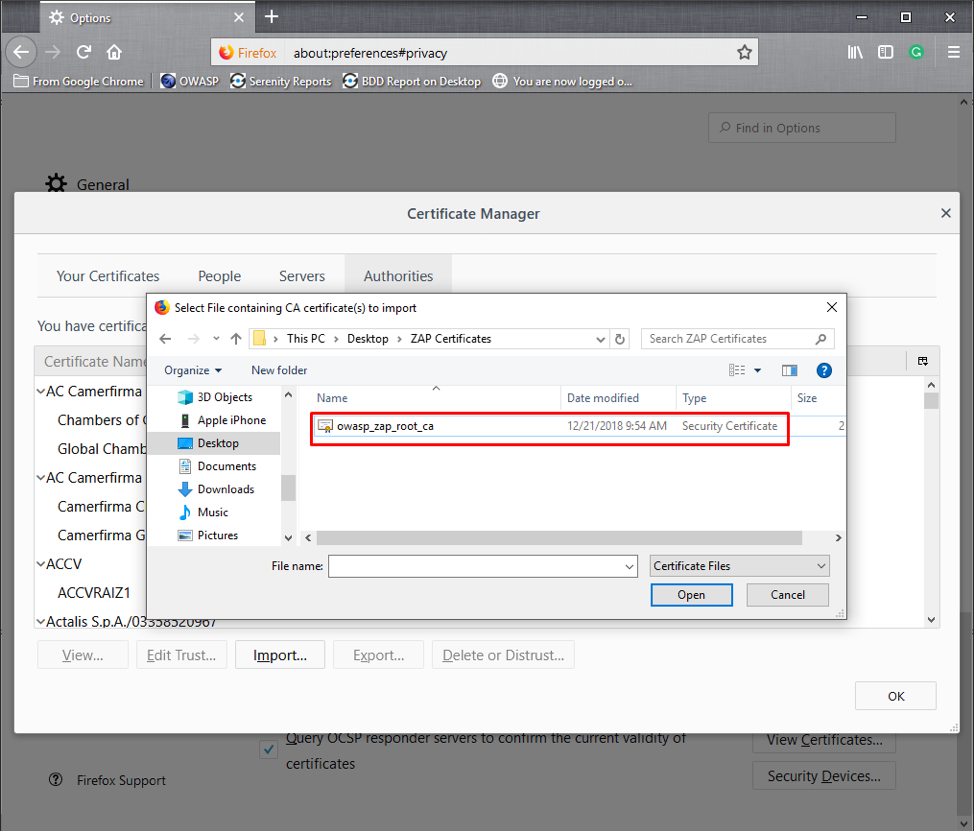 Options
Firefox
about:preferences#privacy
From Google Chrome
OWASP
Serenity Reports
BDD Report on Desktop
You are now logged o...
Find in Options
General
Certificate Manager
Your Certificates
People
Servers
Authorities
Select File containing CA certificate(s) to import
You have certifica
This PC
Desktop
ZAP Certificates
Search ZAP Certificates
Certificate Name
Organize
New folder
AC Camerfirma
3D Objects
Name
Date modified
Type
Size
Chambers of
Apple iPhone
owasp_zap_root_ca
12/21/2018 9:54 AM
Security Certificate
2
Global Chamb
Desktop
Documents
AC Camerfirma
Downloads
Camerfirma C
Music
Camerfirma G
Pictures
ACCV
File name:
Certificate Files
ACCVRAIZ1
Open
Cancel
Actalis S.p.A./03358520967
View...
Edit Trust...
Import...
Export...
Delete or Distrust...
OK
Query OCSP responder servers to confirm the current validity of
certificates
View Certificates...
Firefox Support
Security Devices...